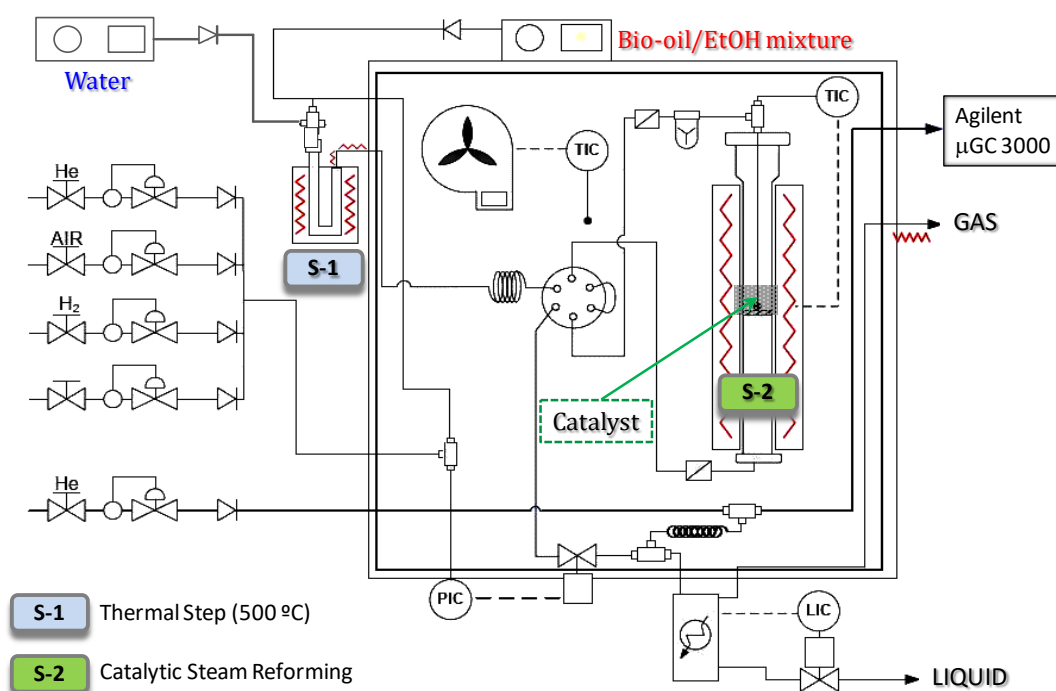 Bio-oil/EtOH mixture
Water
TIC
Agilent
µGC 3000
He
TIC
GAS
AIR
S-1
H₂
S-2
Catalyst
He
S-1
Thermal Step (500 ºC)
PIC
LIC
S-2
Catalytic Steam Reforming
LIQUID